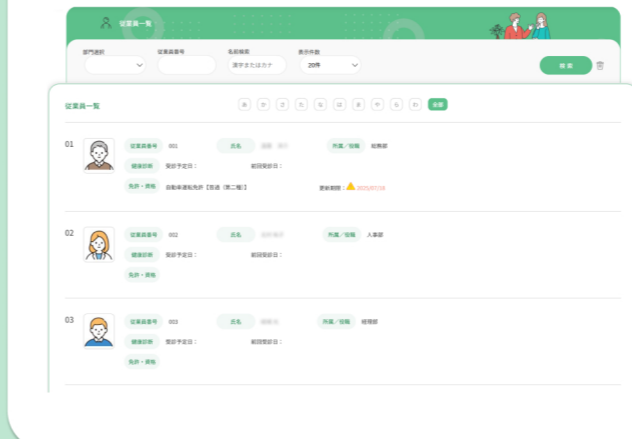 従業員一覧
部門選択 従業員番号 名前検索 表示件数
漢字またはカナ 20件 検索
従業員一覧 あ か さ た な は ま や ら わ 全部
01 従業員番号 001 氏名 所属／役職 総務部
健康診断 受診予定日： 前回受診日：
免許・資格 自動車運転免許【普通（第二種）】 更新期限： 2025/07/18
02 従業員番号 002 氏名 所属／役職 人事部
健康診断 受診予定日： 前回受診日：
免許・資格
03 従業員番号 003 氏名 所属／役職 経理部
健康診断 受診予定日： 前回受診日：
免許・資格